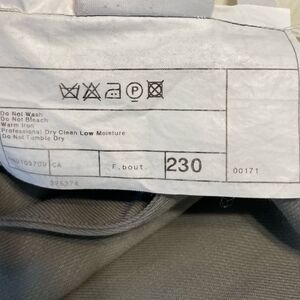 Do Not Wash
Do Not Bleach
Warm Iron
Professional Dry Clean Low Moisture
Do Not Tumble Dry
CA
F.bout.
230
00171